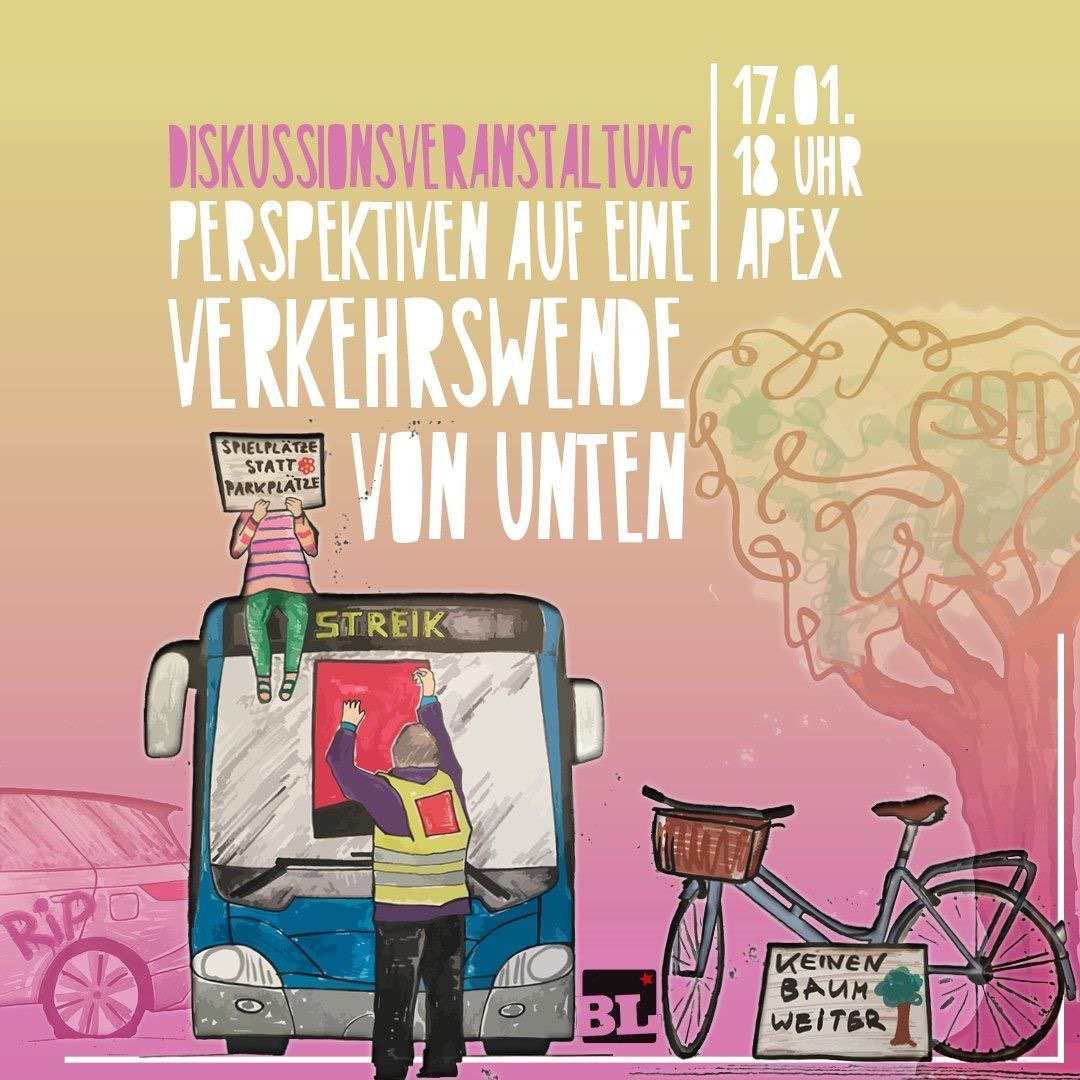 DISKUSSIONSVERANSTALTUNG
PERSPEKTIVEN AUF EINE
VERKEHRSWENDE
VON UNTEN
17.01.
18 UHR
APEX
SPIELPLÄTZE
STATT
PARKPLÄTZE
STREIK
RIP
BL
KEINEN
BAUM
WEITER